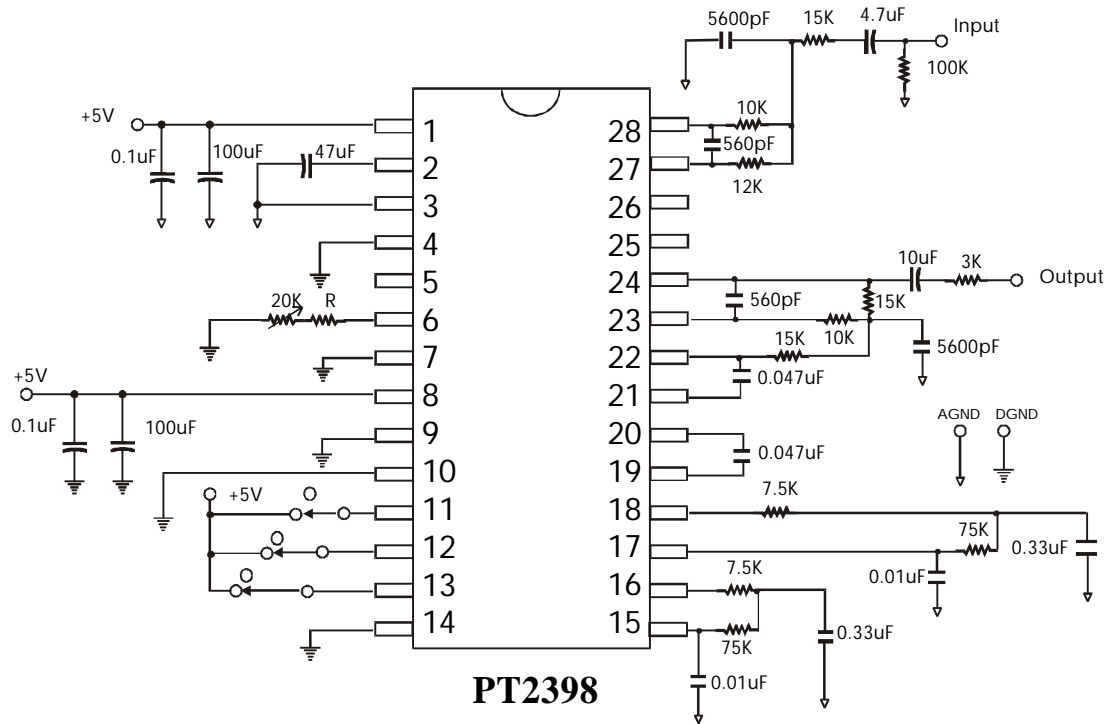 5600pF
15K
4.7uF
Input
100K
+5V
0.1uF
100uF
47uF
10K
560pF
12K
1
2
3
4
5
6
7
8
9
10
11
12
13
14
28
27
26
25
24
23
22
21
20
19
18
17
16
15
20K
R
+5V
0.1uF
100uF
+5V
10uF
3K
Output
560pF
15K
10K
15K
5600pF
0.047uF
AGND
DGND
0.047uF
7.5K
75K
0.33uF
0.01uF
7.5K
75K
0.33uF
0.01uF
PT2398